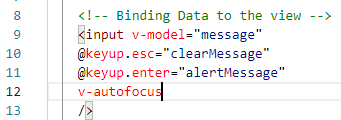 8
9 <!-- Binding Data to the view -->
<input v-model="message"
10 @keyup.esc="clearMessage"
11 @keyup.enter="alertMessage"
12 v-autofocus
13 />